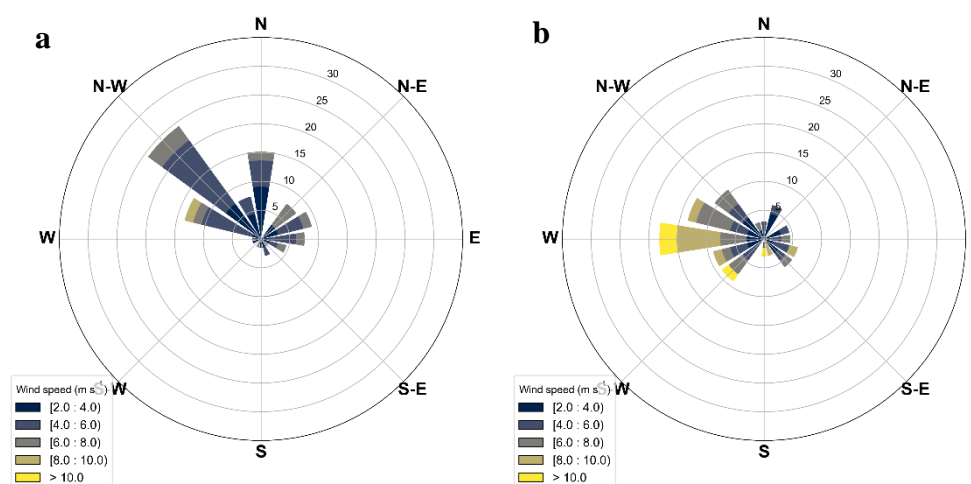 a
N
N-W
N-E
30
25
20
15
10
5
W
E
S-W
S-E
S
Wind speed (m s⁻¹)
[2.0 : 4.0)
[4.0 : 6.0)
[6.0 : 8.0)
[8.0 : 10.0)
> 10.0
b
N
N-W
N-E
30
25
20
15
10
5
W
E
S-W
S-E
S
Wind speed (m s⁻¹)
[2.0 : 4.0)
[4.0 : 6.0)
[6.0 : 8.0)
[8.0 : 10.0)
> 10.0